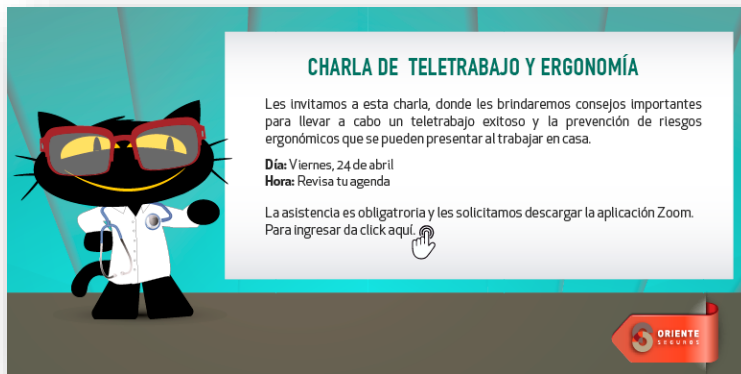 CHARLA DE TELETRABAJO Y ERGONOMÍA
Les invitamos a esta charla, donde les brindaremos consejos importantes
para llevar a cabo un teletrabajo exitoso y la prevención de riesgos
ergonómicos que se pueden presentar al trabajar en casa.
Día: Viernes, 24 de abril
Hora: Revisa tu agenda
La asistencia es obligatroria y les solicitamos descargar la aplicación Zoom.
Para ingresar da click aquí.
ORIENTE
SEGUROS